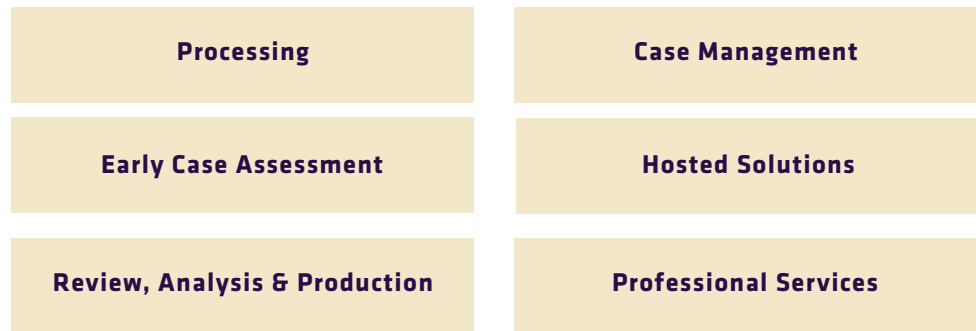 Processing
Case Management
Early Case Assessment
Hosted Solutions
Review, Analysis & Production
Professional Services